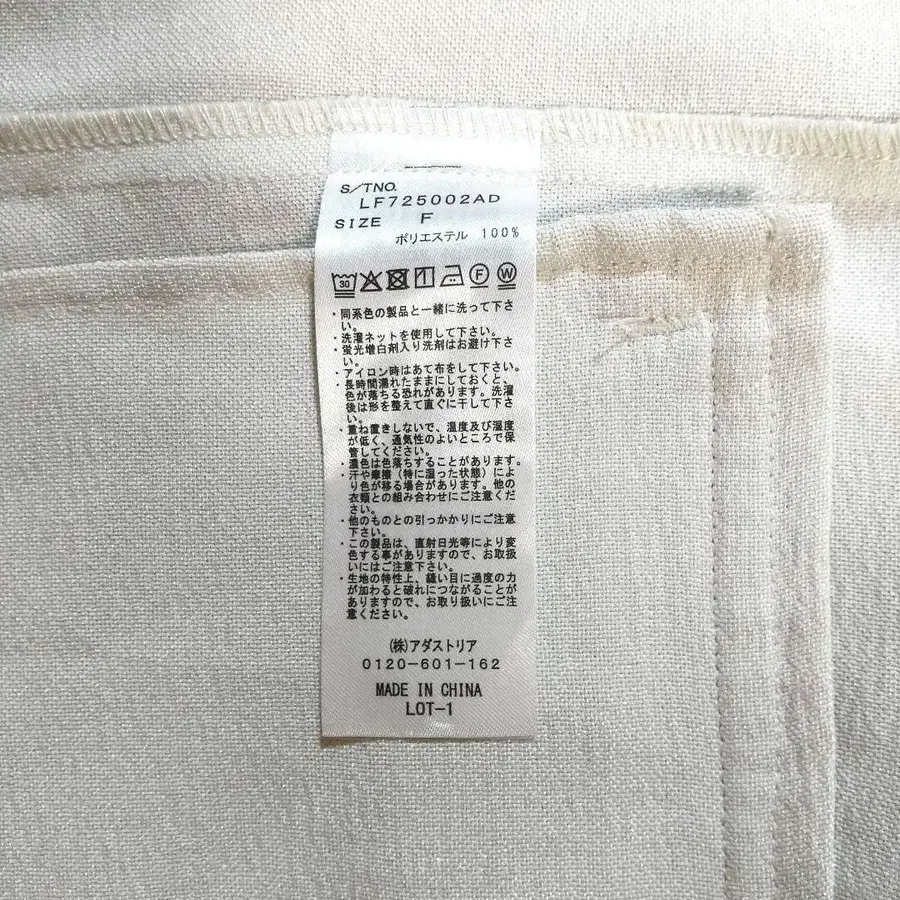 S/TNO.
LF725002AD
SIZE F
ポリエステル 100%
30 F W
・同系色の製品と一緒に洗って下さ
い。
・洗濯ネットを使用して下さい。
・蛍光増白剤入り洗剤はお避け下さ
い。
・アイロン時はあて布をして下さい。
・長時間濡れたままにしておくと、
色が落ちる恐れがあります。洗濯
後は形を整えて直ぐに干して下さ
い。
・重ね置きしないで、温度及び湿度
が低く、通気性のよいところで保
管してください。
・濃色は色落ちすることがあります。
・汗や摩擦（特に湿った状態）によ
り色が移る場合があります。他の
衣類との組み合わせにご注意くだ
さい。
・他のものとの引っかかりにご注意
下さい。
・この製品は、直射日光等により変
色する事がありますので、お取扱
いにはご注意下さい。
・生地の特性上、縫い目に過度の力
が加わると破れにつながることが
ありますので、お取り扱いにご注
意ください。
(株)アダストリア
0120-601-162
MADE IN CHINA
LOT-1